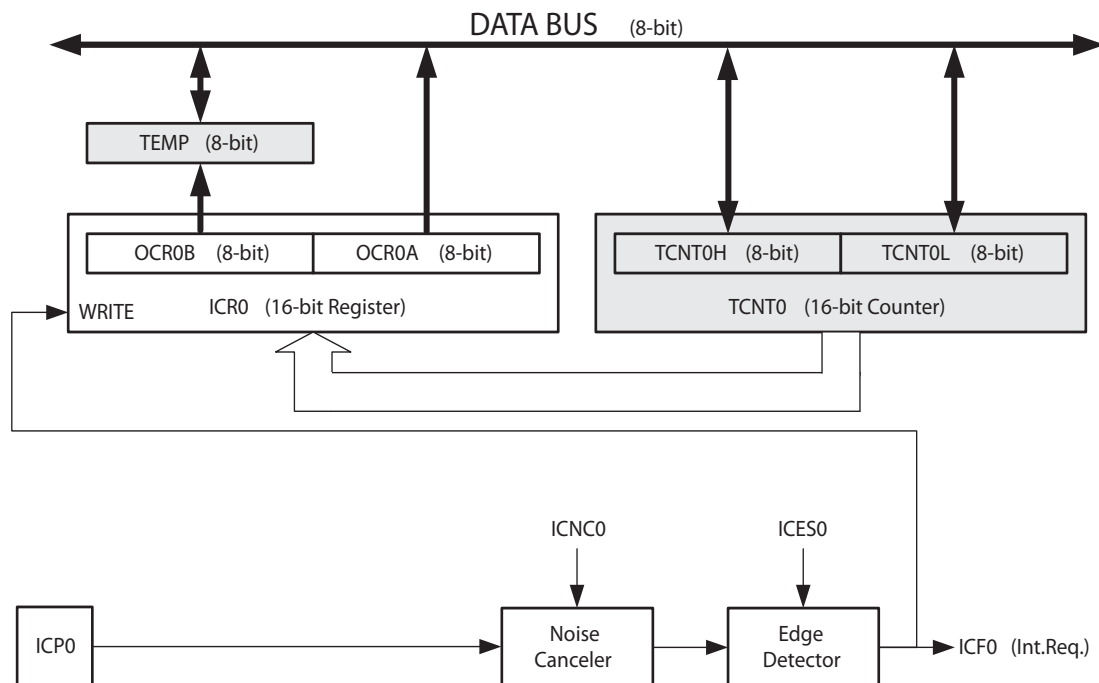 DATA BUS (8-bit)
TEMP (8-bit)
OCR0B (8-bit) OCR0A (8-bit)
TCNT0H (8-bit) TCNT0L (8-bit)
WRITE ICR0 (16-bit Register)
TCNT0 (16-bit Counter)
ICNC0 ICES0
ICP0
Noise
Canceler
Edge
Detector
ICF0 (Int.Req.)